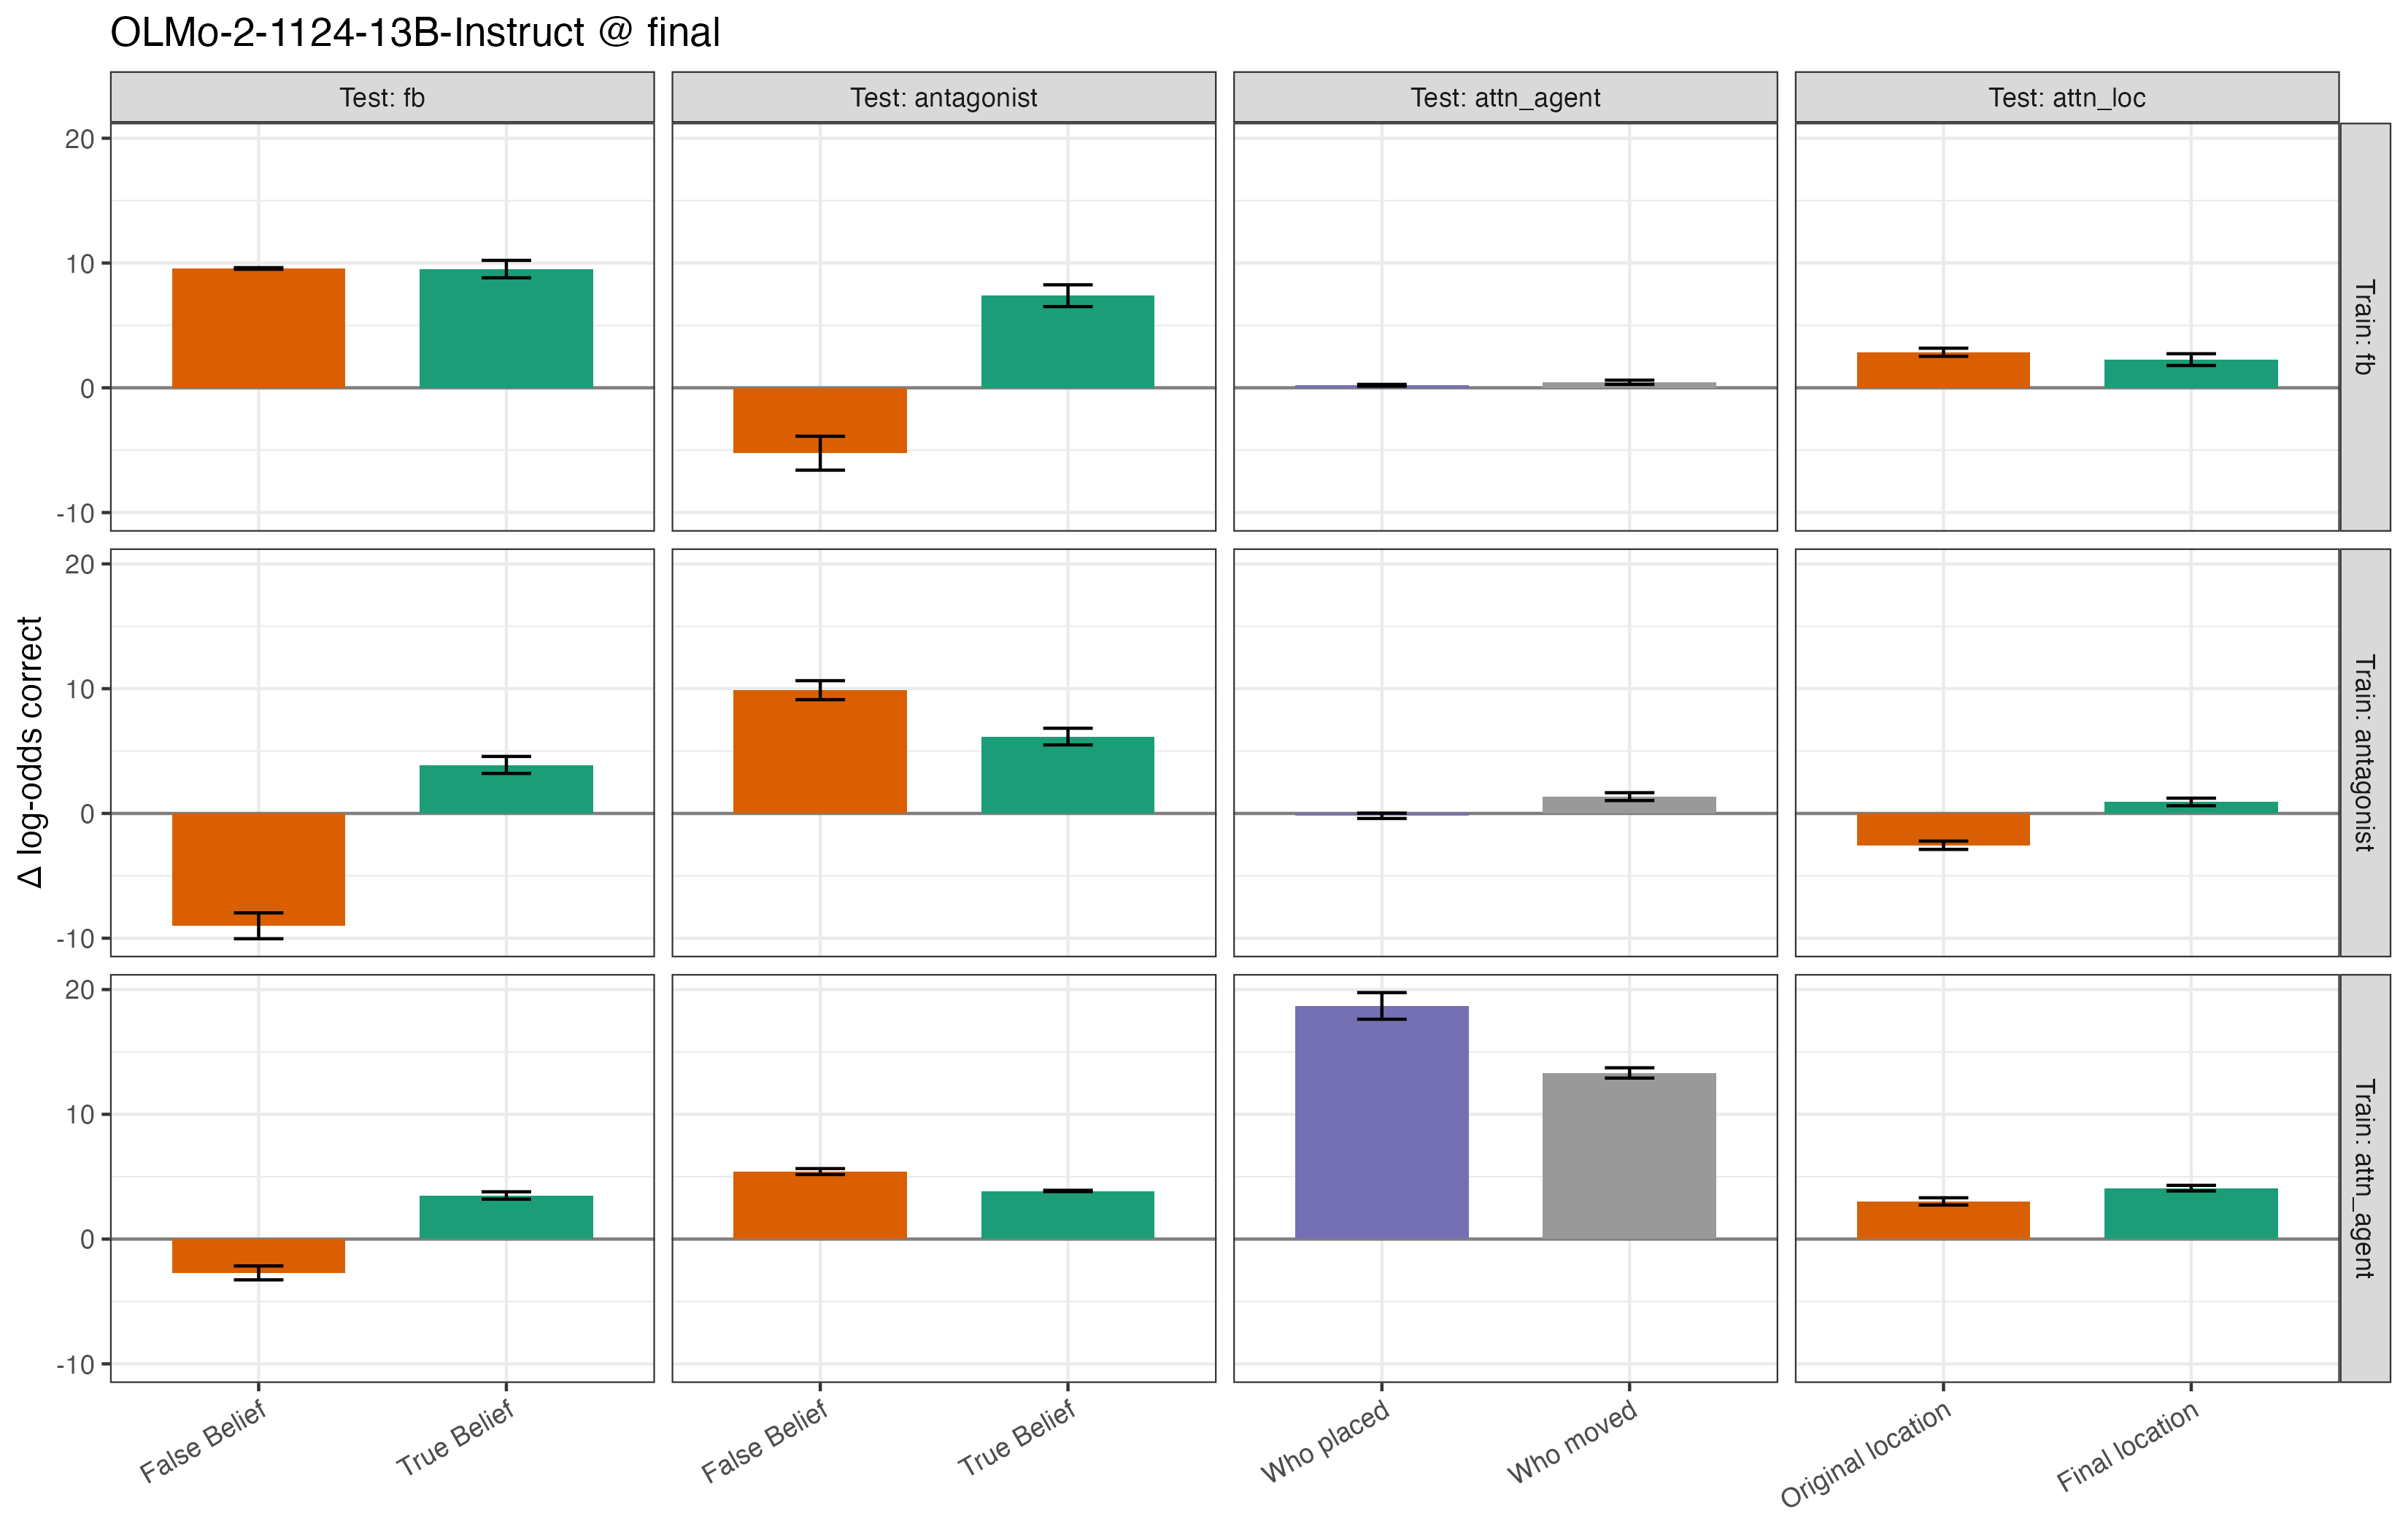 OLMo-2-1124-13B-Instruct @ final
Test: fb
Test: antagonist
Test: attn_agent
Test: attn_loc
Δ log-odds correct
20
10
0
-10
Train: fb
20
10
0
-10
Train: antagonist
20
10
0
-10
Train: attn_agent
False Belief
True Belief
False Belief
True Belief
Who placed
Who moved
Original location
Final location